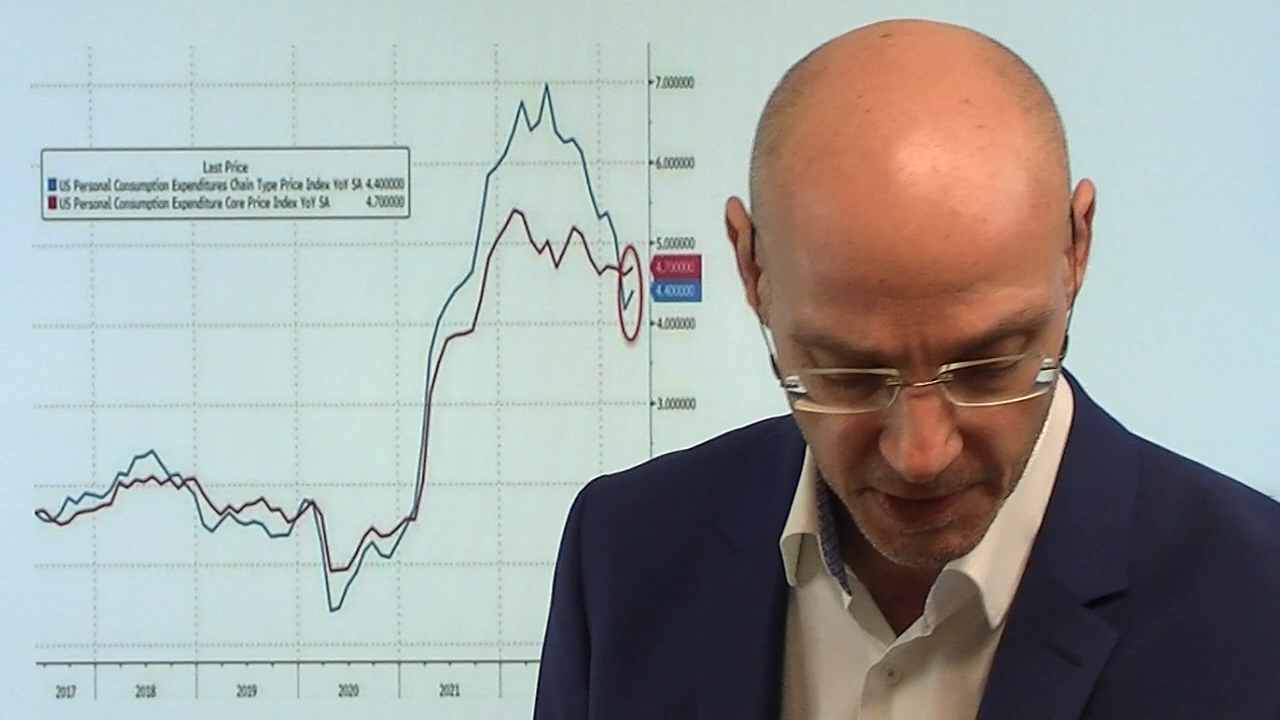 7.000000
Last Price
US Personal Consumption Expenditures Chain Type Price Index YoY SA 4.400000
US Personal Consumption Expenditure Core Price Index YoY SA 4.700000
6.000000
5.000000
4.700000
4.400000
4.000000
3.000000
2017 2018 2019 2020 2021